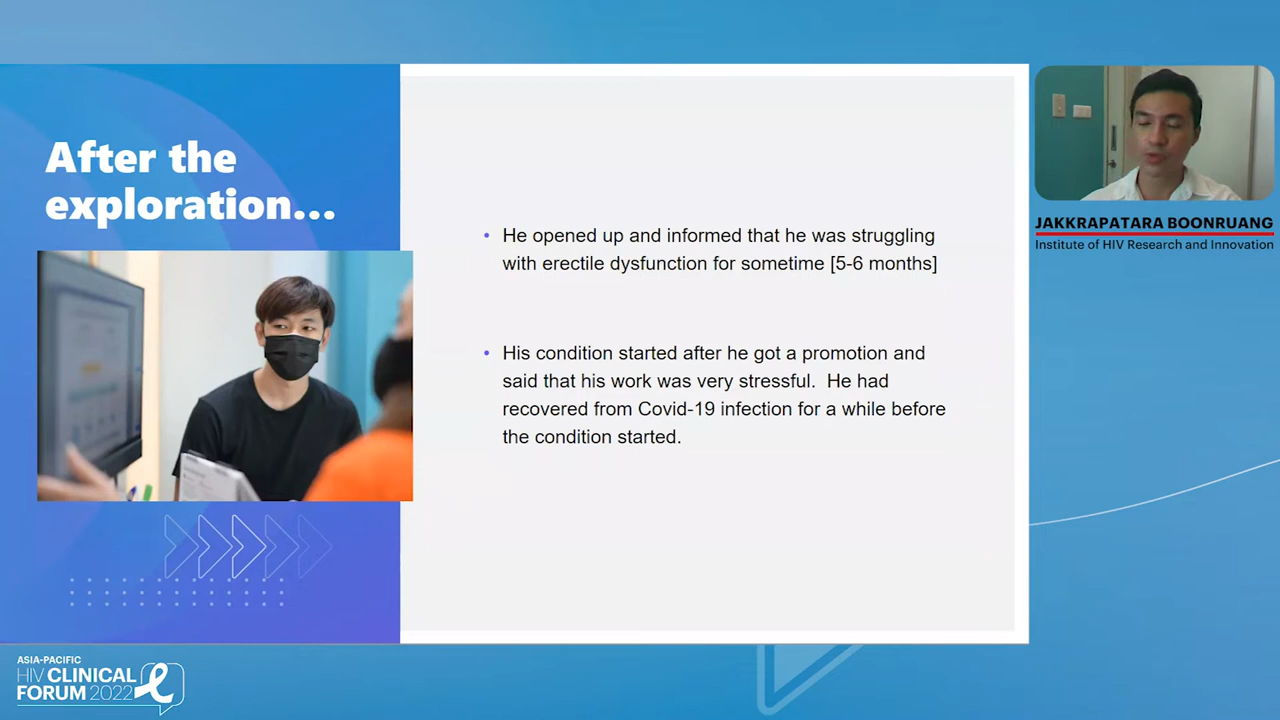 After the
exploration...
• He opened up and informed that he was struggling
with erectile dysfunction for sometime [5-6 months]
• His condition started after he got a promotion and
said that his work was very stressful.  He had
recovered from Covid-19 infection for a while before
the condition started.
JAKKRAPATARA BOONRUANG
Institute of HIV Research and Innovation
ASIA-PACIFIC
HIV CLINICAL
FORUM 2022